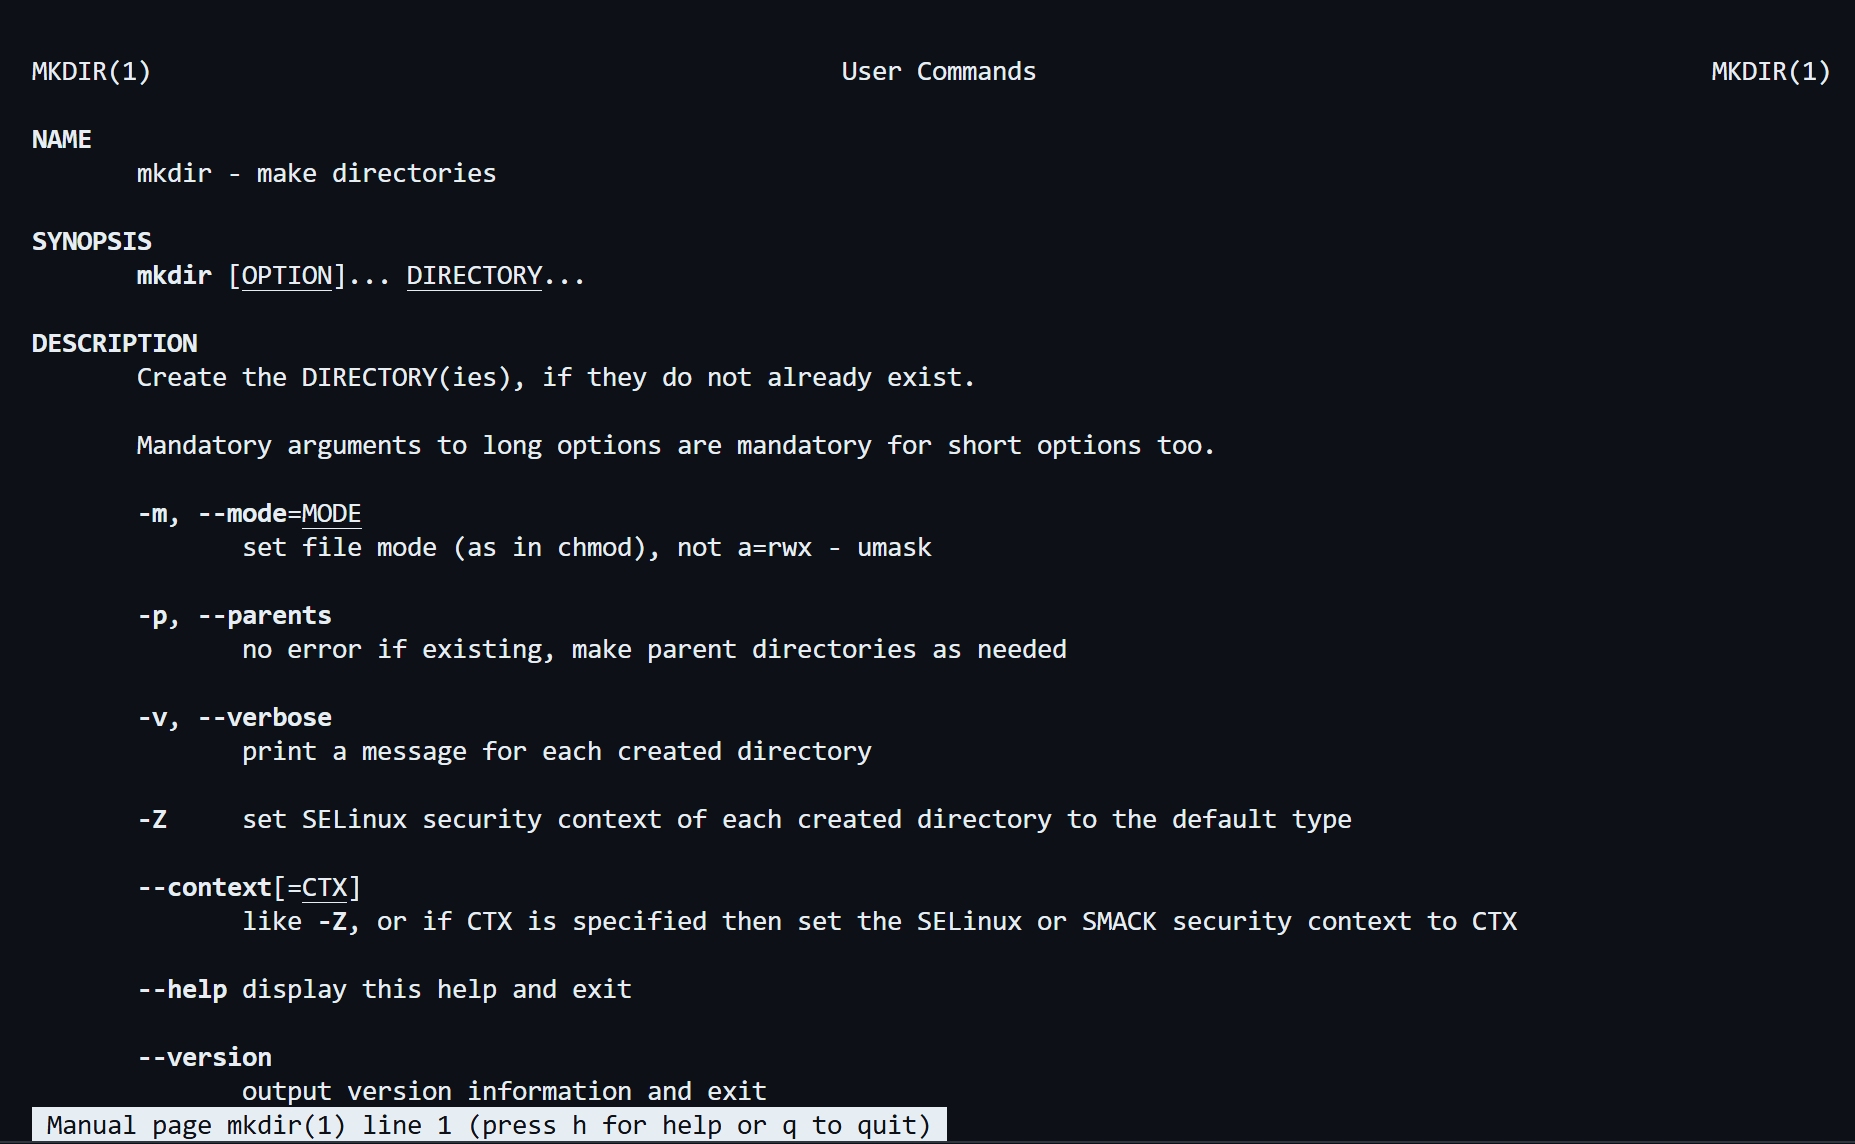 MKDIR(1) User Commands MKDIR(1)
NAME
mkdir - make directories
SYNOPSIS
mkdir [OPTION]... DIRECTORY...
DESCRIPTION
Create the DIRECTORY(ies), if they do not already exist.
Mandatory arguments to long options are mandatory for short options too.
-m, --mode=MODE
set file mode (as in chmod), not a=rwx - umask
-p, --parents
no error if existing, make parent directories as needed
-v, --verbose
print a message for each created directory
-Z set SELinux security context of each created directory to the default type
--context[=CTX]
like -Z, or if CTX is specified then set the SELinux or SMACK security context to CTX
--help display this help and exit
--version
output version information and exit
Manual page mkdir(1) line 1 (press h for help or q to quit)